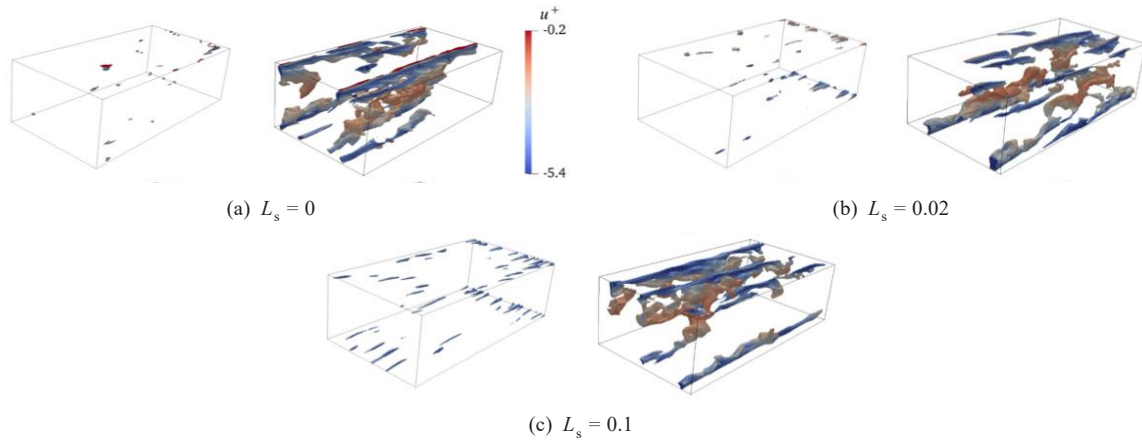 u⁺
-0.2
-5.4
(a) Lₛ = 0
(b) Lₛ = 0.02
(c) Lₛ = 0.1